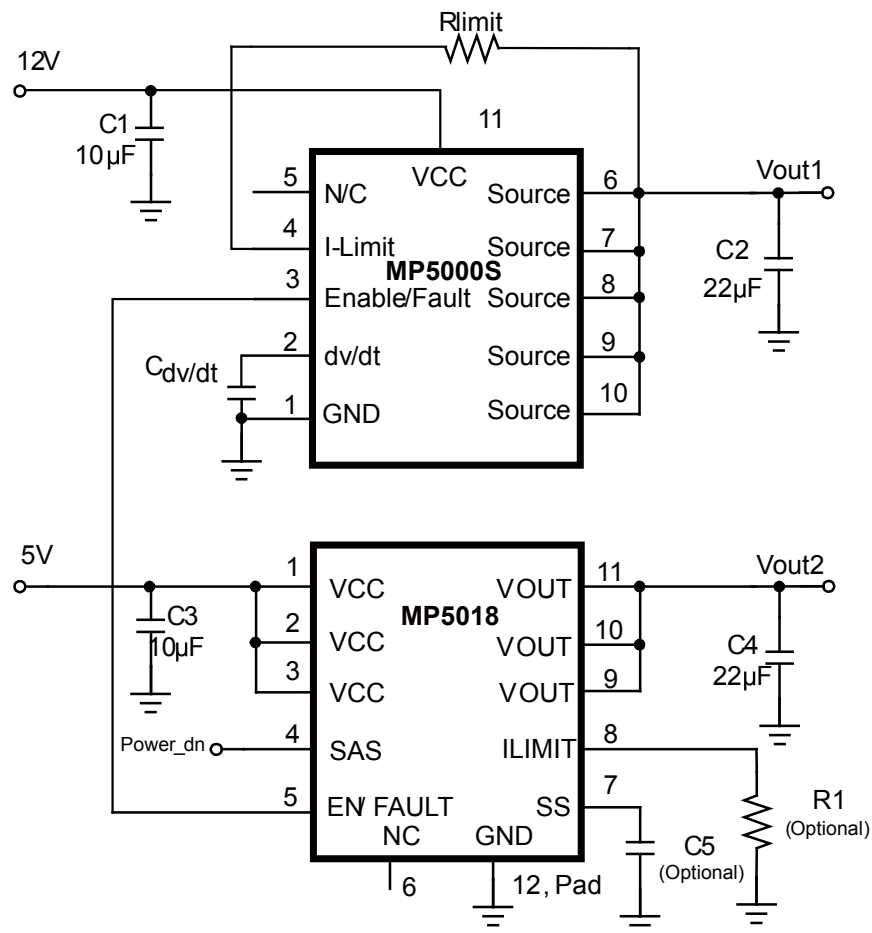 Rlimit
12V
C1
10µF
11
VCC
5
N/C
Source
6
Vout1
4
I-Limit
Source
7
C2
22µF
MP5000S
3
Enable/Fault
Source
8
2
dv/dt
Source
9
Cdv/dt
1
GND
Source
10
5V
1
VCC
VOUT
11
Vout2
MP5018
C3
10µF
2
VCC
VOUT
10
C4
22µF
3
VCC
VOUT
9
Power_dn
4
SAS
ILIMIT
8
5
EN/ FAULT
SS
7
R1
(Optional)
NC
GND
C5
(Optional)
6
12, Pad